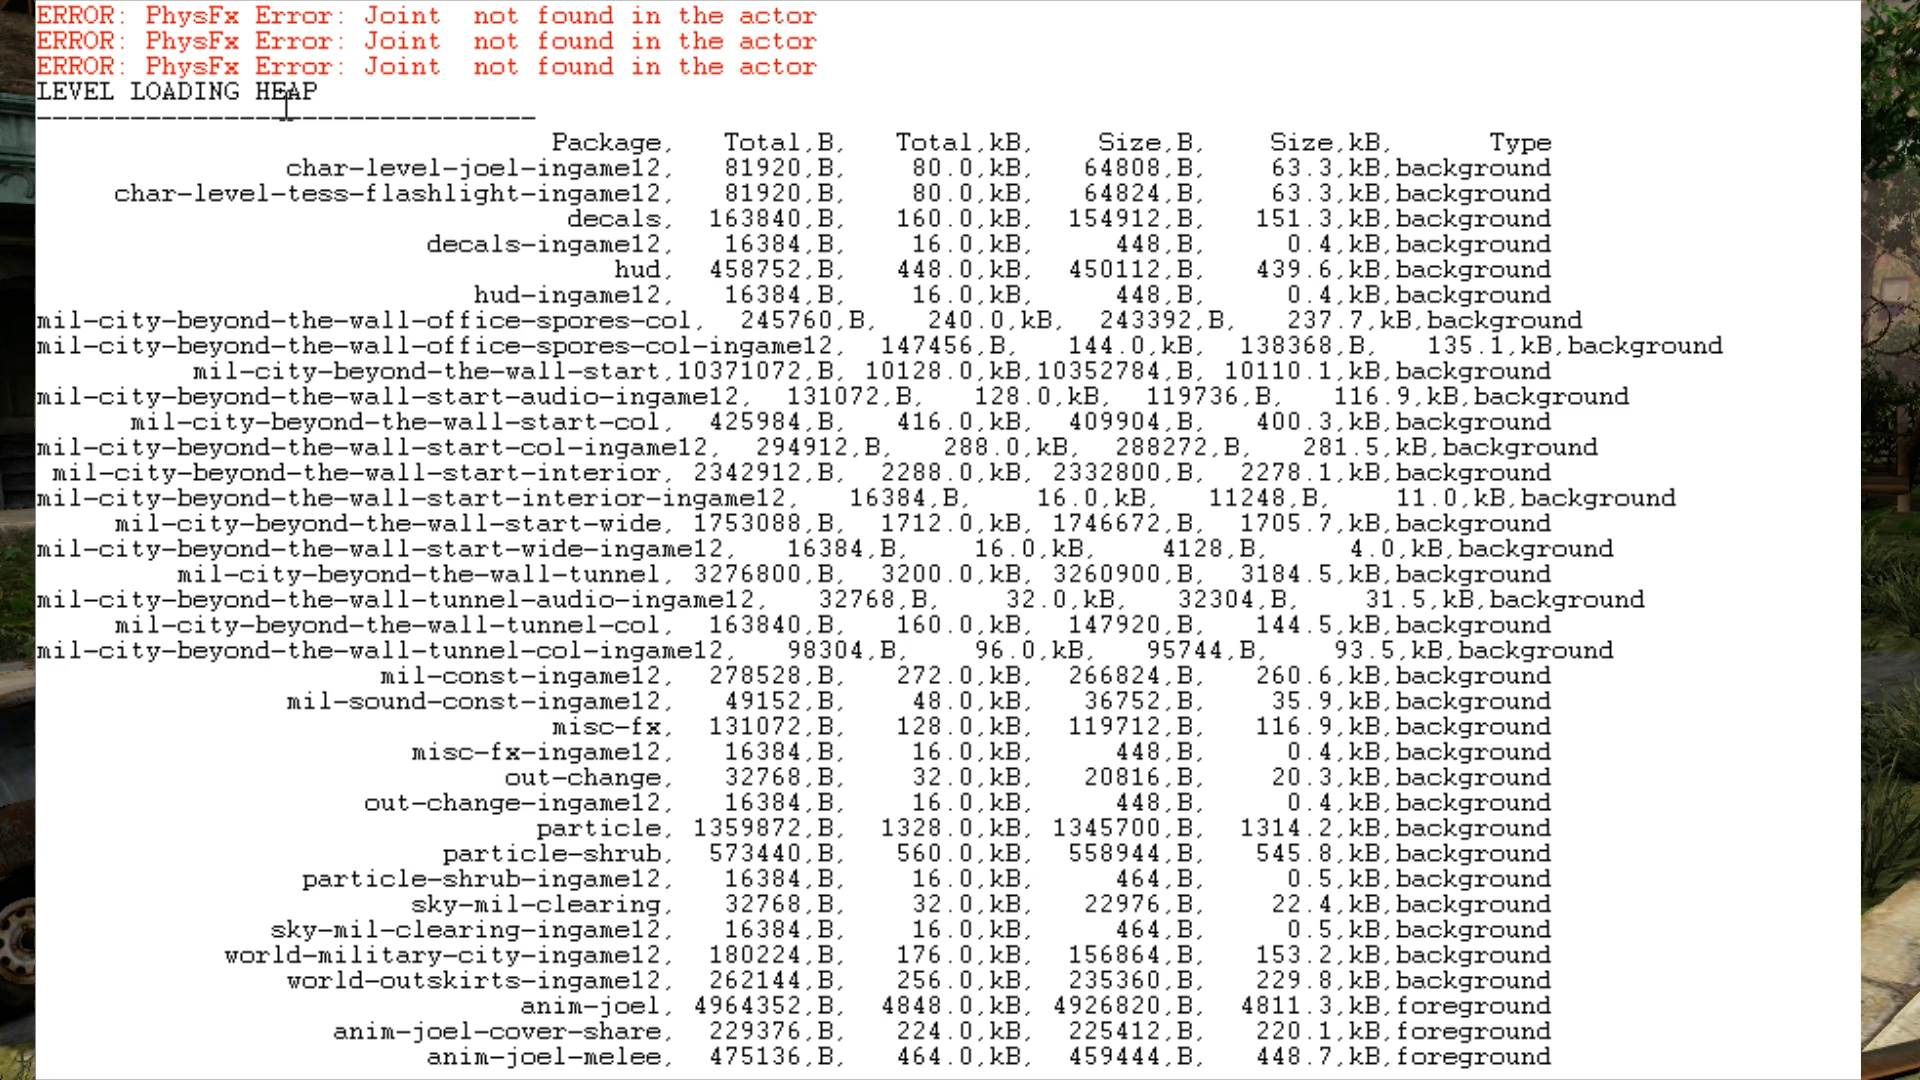 ERROR: PhysFx Error: Joint  not found in the actor
ERROR: PhysFx Error: Joint  not found in the actor
ERROR: PhysFx Error: Joint  not found in the actor
LEVEL LOADING HEAP
--------------------------------
Package,   Total,B,   Total,kB,    Size,B,    Size,kB,      Type
char-level-joel-ingame12,   81920,B,    80.0,kB,   64808,B,    63.3,kB,background
char-level-tess-flashlight-ingame12,   81920,B,    80.0,kB,   64824,B,    63.3,kB,background
decals,  163840,B,   160.0,kB,  154912,B,   151.3,kB,background
decals-ingame12,   16384,B,    16.0,kB,     448,B,     0.4,kB,background
hud,  458752,B,   448.0,kB,  450112,B,   439.6,kB,background
hud-ingame12,   16384,B,    16.0,kB,     448,B,     0.4,kB,background
mil-city-beyond-the-wall-office-spores-col,  245760,B,   240.0,kB,  243392,B,   237.7,kB,background
mil-city-beyond-the-wall-office-spores-col-ingame12,  147456,B,   144.0,kB,  138368,B,   135.1,kB,background
mil-city-beyond-the-wall-start,10371072,B, 10128.0,kB,10352784,B, 10110.1,kB,background
mil-city-beyond-the-wall-start-audio-ingame12,  131072,B,   128.0,kB,  119736,B,   116.9,kB,background
mil-city-beyond-the-wall-start-col,  425984,B,   416.0,kB,  409904,B,   400.3,kB,background
mil-city-beyond-the-wall-start-col-ingame12,  294912,B,   288.0,kB,  288272,B,   281.5,kB,background
mil-city-beyond-the-wall-start-interior, 2342912,B,  2288.0,kB, 2332800,B,  2278.1,kB,background
mil-city-beyond-the-wall-start-interior-ingame12,   16384,B,    16.0,kB,   11248,B,    11.0,kB,background
mil-city-beyond-the-wall-start-wide, 1753088,B,  1712.0,kB, 1746672,B,  1705.7,kB,background
mil-city-beyond-the-wall-start-wide-ingame12,   16384,B,    16.0,kB,    4128,B,     4.0,kB,background
mil-city-beyond-the-wall-tunnel, 3276800,B,  3200.0,kB, 3260900,B,  3184.5,kB,background
mil-city-beyond-the-wall-tunnel-audio-ingame12,   32768,B,    32.0,kB,   32304,B,    31.5,kB,background
mil-city-beyond-the-wall-tunnel-col,  163840,B,   160.0,kB,  147920,B,   144.5,kB,background
mil-city-beyond-the-wall-tunnel-col-ingame12,   98304,B,    96.0,kB,   95744,B,    93.5,kB,background
mil-const-ingame12,  278528,B,   272.0,kB,  266824,B,   260.6,kB,background
mil-sound-const-ingame12,   49152,B,    48.0,kB,   36752,B,    35.9,kB,background
misc-fx,  131072,B,   128.0,kB,  119712,B,   116.9,kB,background
misc-fx-ingame12,   16384,B,    16.0,kB,     448,B,     0.4,kB,background
out-change,   32768,B,    32.0,kB,   20816,B,    20.3,kB,background
out-change-ingame12,   16384,B,    16.0,kB,     448,B,     0.4,kB,background
particle, 1359872,B,  1328.0,kB, 1345700,B,  1314.2,kB,background
particle-shrub,  573440,B,   560.0,kB,  558944,B,   545.8,kB,background
particle-shrub-ingame12,   16384,B,    16.0,kB,     464,B,     0.5,kB,background
sky-mil-clearing,   32768,B,    32.0,kB,   22976,B,    22.4,kB,background
sky-mil-clearing-ingame12,   16384,B,    16.0,kB,     464,B,     0.5,kB,background
world-military-city-ingame12,  180224,B,   176.0,kB,  156864,B,   153.2,kB,background
world-outskirts-ingame12,  262144,B,   256.0,kB,  235360,B,   229.8,kB,background
anim-joel, 4964352,B,  4848.0,kB, 4926820,B,  4811.3,kB,foreground
anim-joel-cover-share,  229376,B,   224.0,kB,  225412,B,   220.1,kB,foreground
anim-joel-melee,  475136,B,   464.0,kB,  459444,B,   448.7,kB,foreground